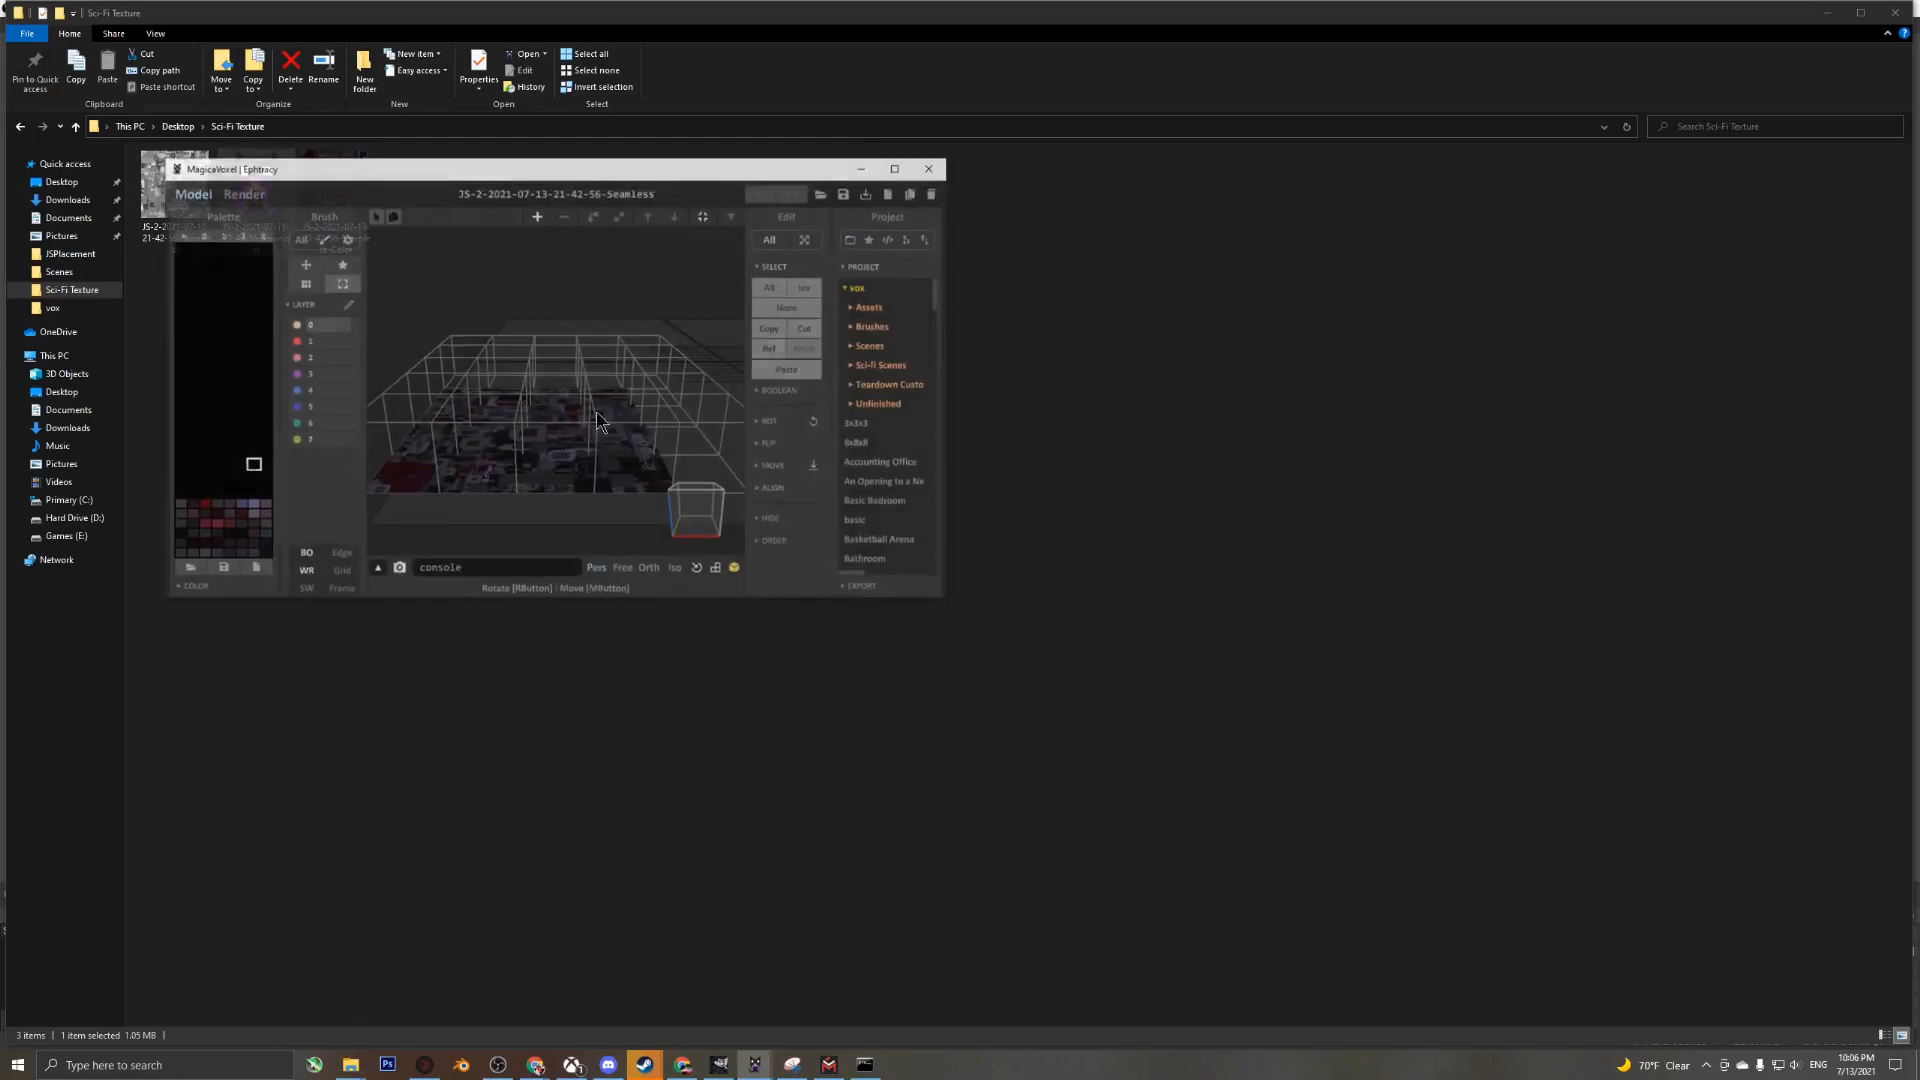 Sci-Fi Texture
File
Home
Share
View
Pin to Quick access
Copy
Paste
Cut
Copy path
Paste shortcut
Clipboard
Move to
Copy to
Delete
Rename
Organize
New folder
New item
Easy access
New
Properties
Open
Edit
History
Open
Select all
Select none
Invert selection
Select
This PC
Desktop
Sci-Fi Texture
Search Sci-Fi Texture
Quick access
Desktop
Downloads
Documents
Pictures
JSPlacement
Scenes
Sci-Fi Texture
vox
OneDrive
This PC
3D Objects
Desktop
Documents
Downloads
Music
Pictures
Videos
Primary (C:)
Hard Drive (D:)
Games (E:)
Network
MagicaVoxel | Ephtracy
Model
Render
JS-2-2021-07-13-21-42-56-Seamless
Palette
Brush
Edit
Project
LAYER
0
1
2
3
4
5
6
7
BO Edge
WR Grid
SW Frame
COLOR
console
Pers Free Orth Iso
Rotate [RButton] : Move [MButton]
All
SELECT
All Inv
None
Copy Cut
Ref
Paste
BOOLEAN
ROT
FLIP
MOVE
ALIGN
HIDE
ORDER
PROJECT
vox
Assets
Brushes
Scenes
Sci-fi Scenes
Teardown Custo
Unfinished
3x3x3
8x8x8
Accounting Office
An Opening to a Ne
Basic Bedroom
basic
Basketball Arena
Bathroom
EXPORT
3 items
1 item selected 1.05 MB
Type here to search
70°F Clear
ENG
10:06 PM
7/13/2021